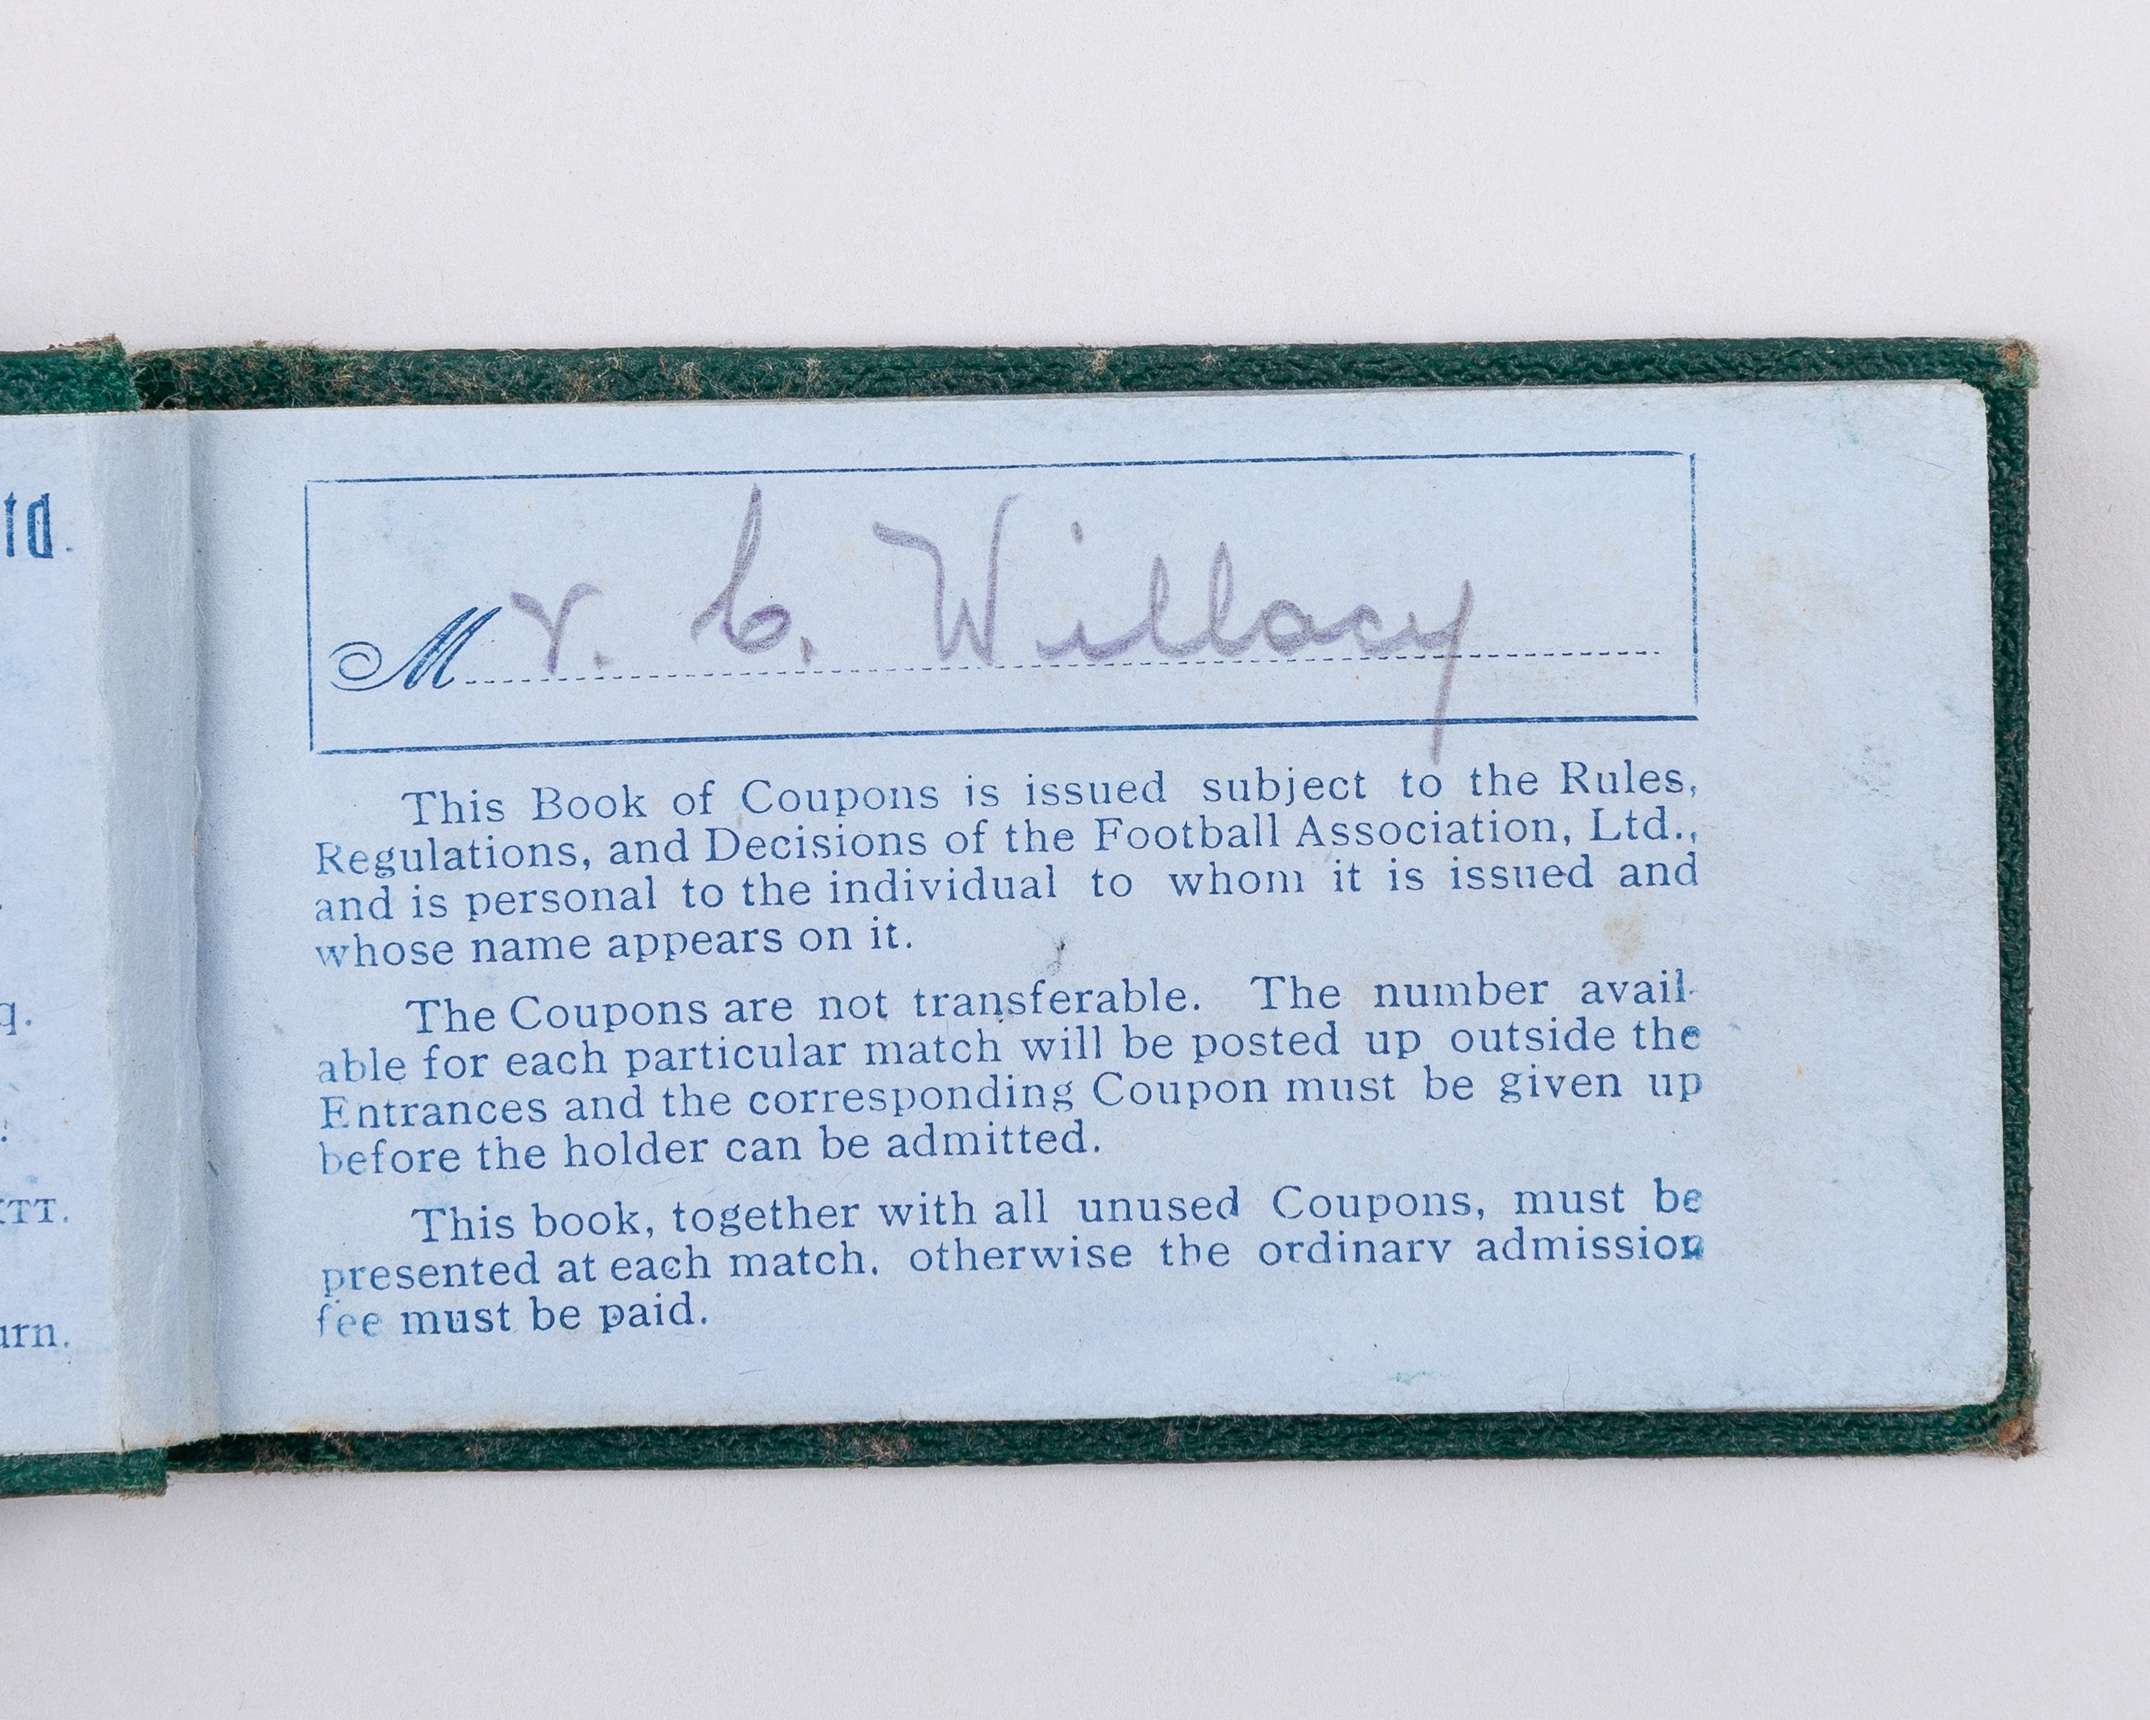 td.
q.
TT.
urn.
Mr. C. Willacy
This Book of Coupons is issued subject to the Rules,
Regulations, and Decisions of the Football Association, Ltd.,
and is personal to the individual to whom it is issued and
whose name appears on it.
The Coupons are not transferable. The number avail-
able for each particular match will be posted up outside the
Entrances and the corresponding Coupon must be given up
before the holder can be admitted.
This book, together with all unused Coupons, must be
presented at each match, otherwise the ordinary admission
fee must be paid.